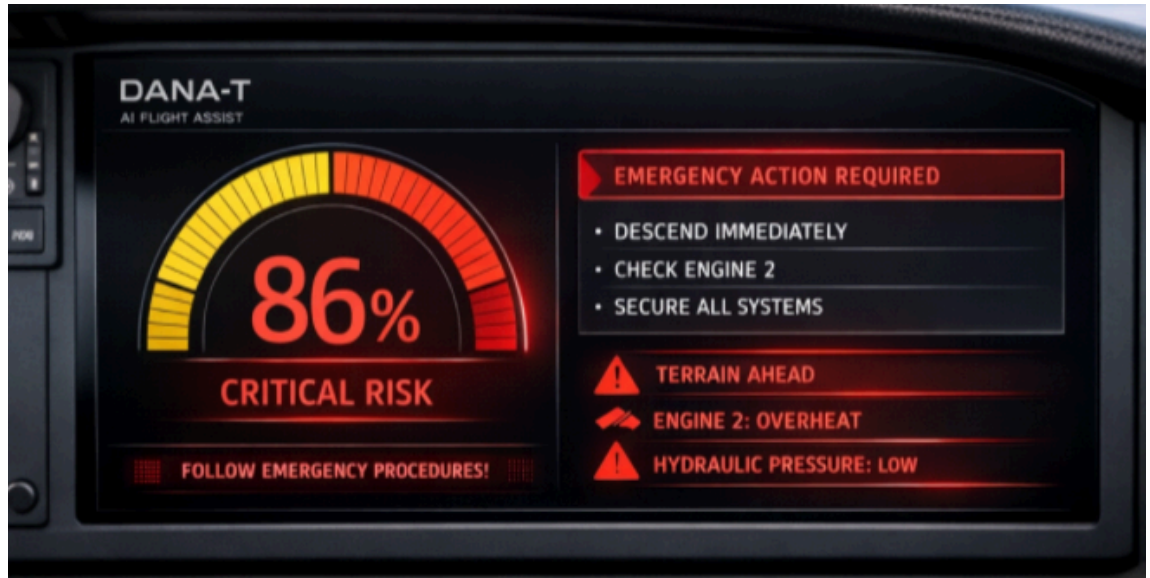 DANA-T
AI FLIGHT ASSIST
86%
CRITICAL RISK
FOLLOW EMERGENCY PROCEDURES!
EMERGENCY ACTION REQUIRED
• DESCEND IMMEDIATELY
• CHECK ENGINE 2
• SECURE ALL SYSTEMS
TERRAIN AHEAD
ENGINE 2: OVERHEAT
HYDRAULIC PRESSURE: LOW